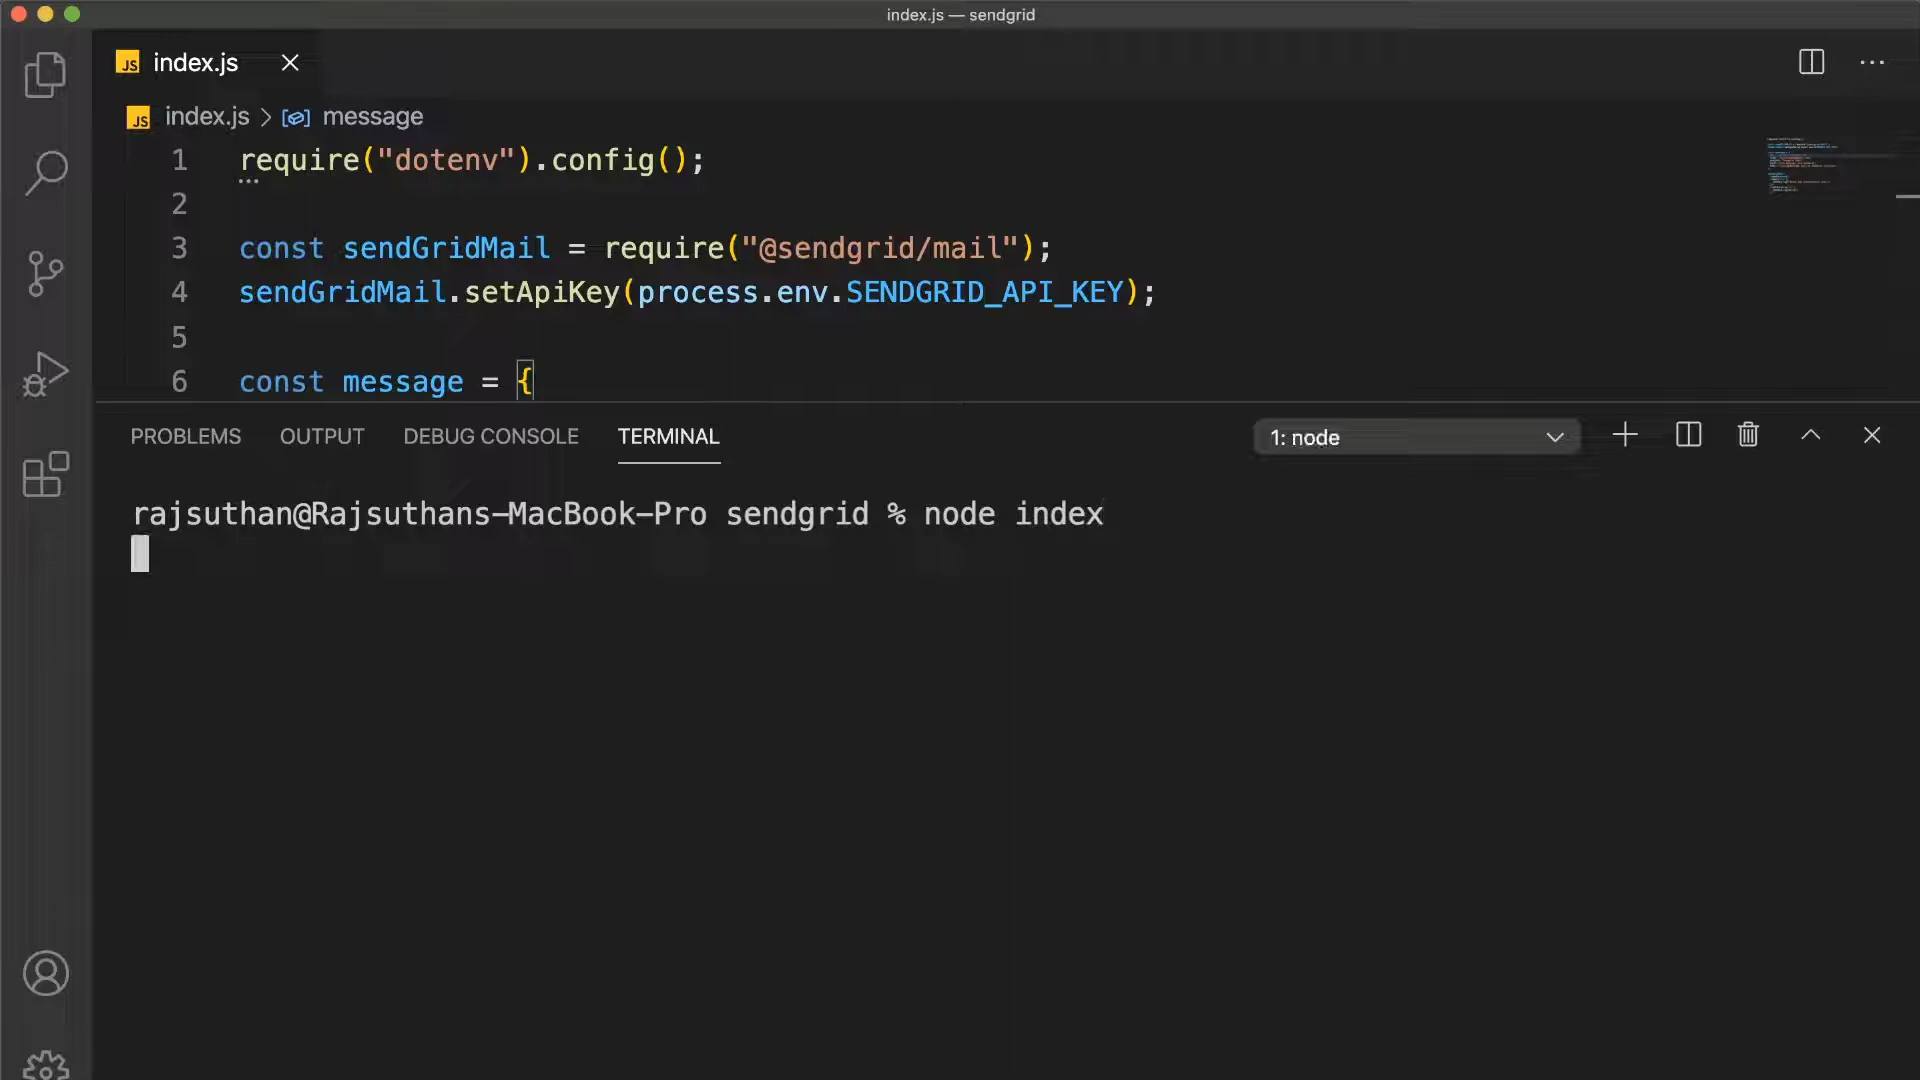 index.js — sendgrid
JS index.js
JS index.js > message
1 require("dotenv").config();
2
3 const sendGridMail = require("@sendgrid/mail");
4 sendGridMail.setApiKey(process.env.SENDGRID_API_KEY);
5
6 const message = {
PROBLEMS OUTPUT DEBUG CONSOLE TERMINAL 1: node
rajsuthan@Rajsuthans-MacBook-Pro sendgrid % node index